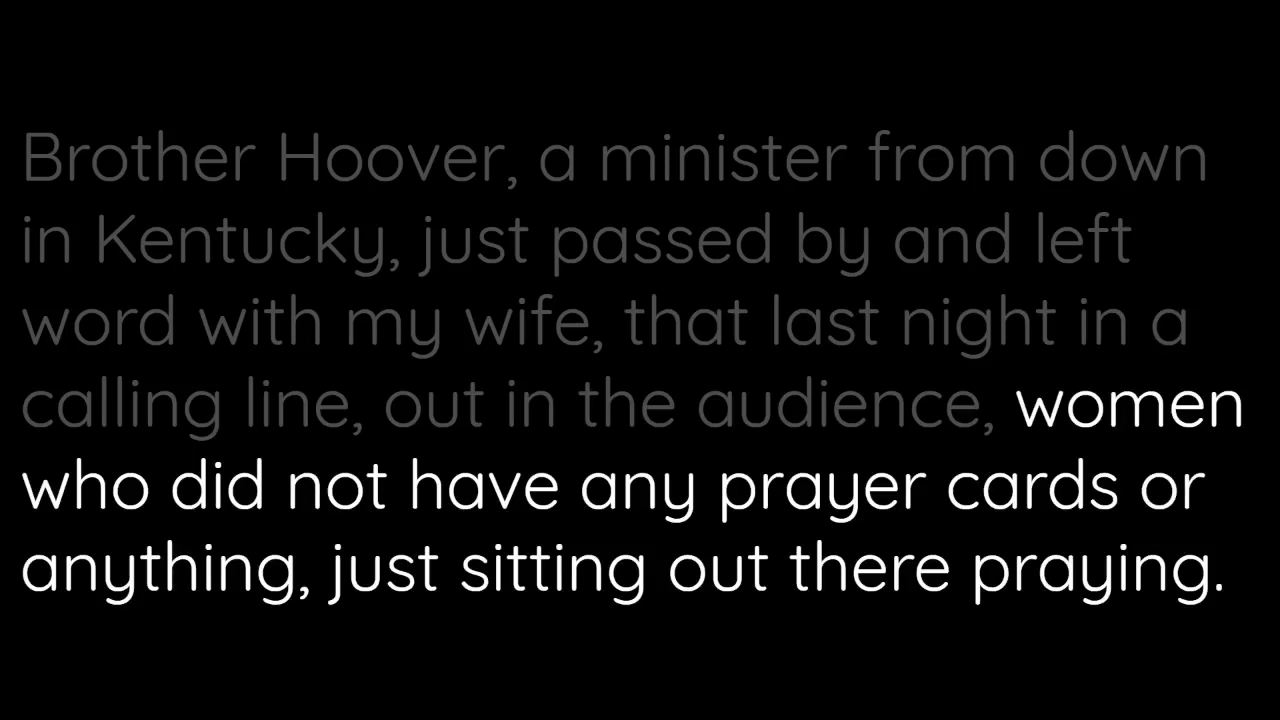 Brother Hoover, a minister from down
in Kentucky, just passed by and left
word with my wife, that last night in a
calling line, out in the audience, women
who did not have any prayer cards or
anything, just sitting out there praying.